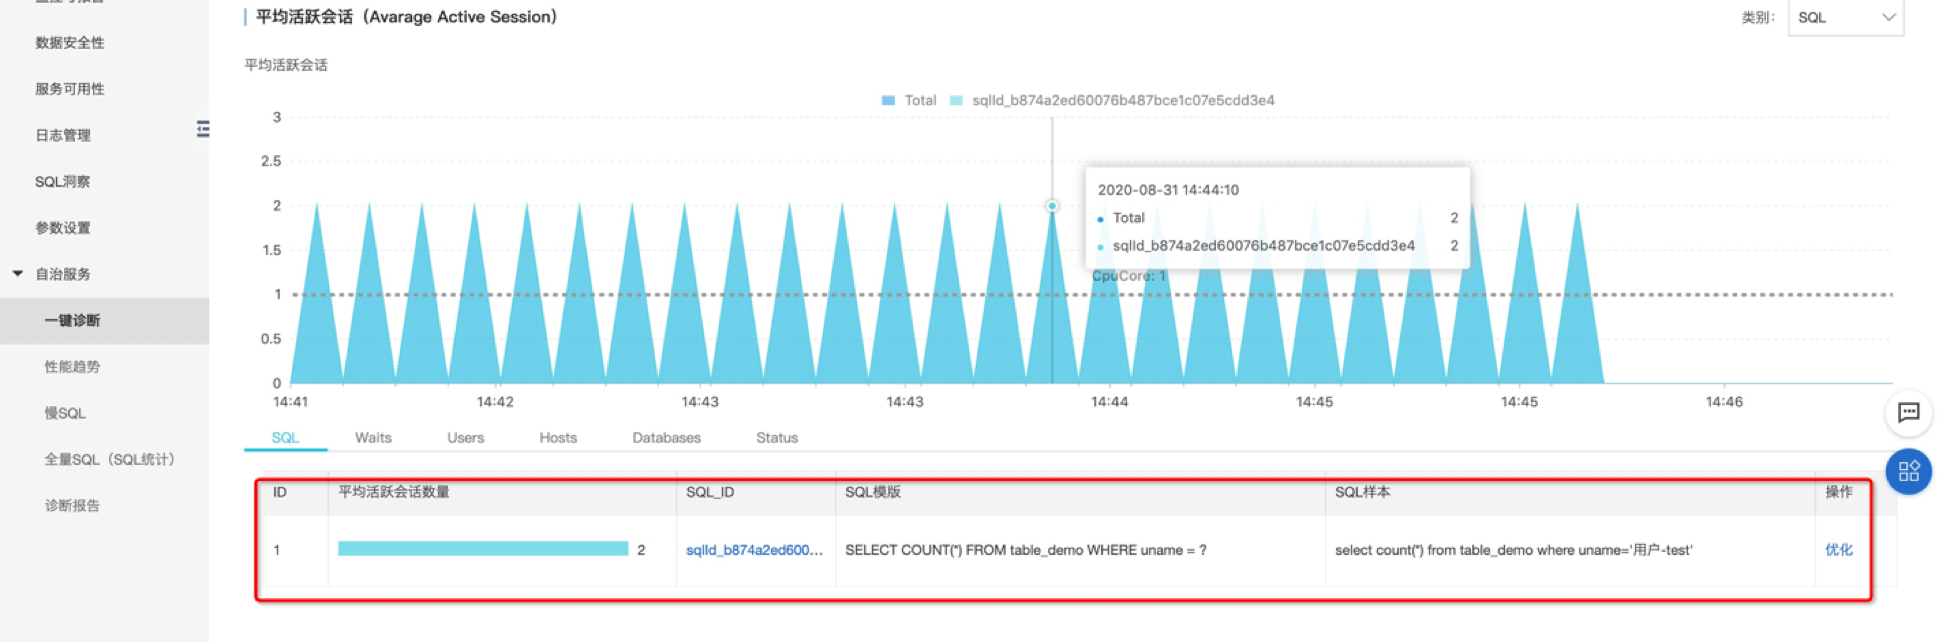 平均活跃会话（Avarage Active Session）
类别：
SQL
数据安全性
服务可用性
日志管理
SQL洞察
参数设置
自治服务
一键诊断
性能趋势
慢SQL
全量SQL（SQL统计）
诊断报告
平均活跃会话
Total
sqlId_b874a2ed60076b487bce1c07e5cdd3e4
3
2.5
2
1.5
1
0.5
0
2020-08-31 14:44:10
Total 2
sqlId_b874a2ed60076b487bce1c07e5cdd3e4 2
CpuCore: 1
14:41 14:42 14:43 14:43 14:44 14:45 14:45 14:46
SQL Waits Users Hosts Databases Status
ID 平均活跃会话数量 SQL_ID SQL模版 SQL样本 操作
1 2 sqlId_b874a2ed600... SELECT COUNT(*) FROM table_demo WHERE uname = ? select count(*) from table_demo where uname='用户-test' 优化